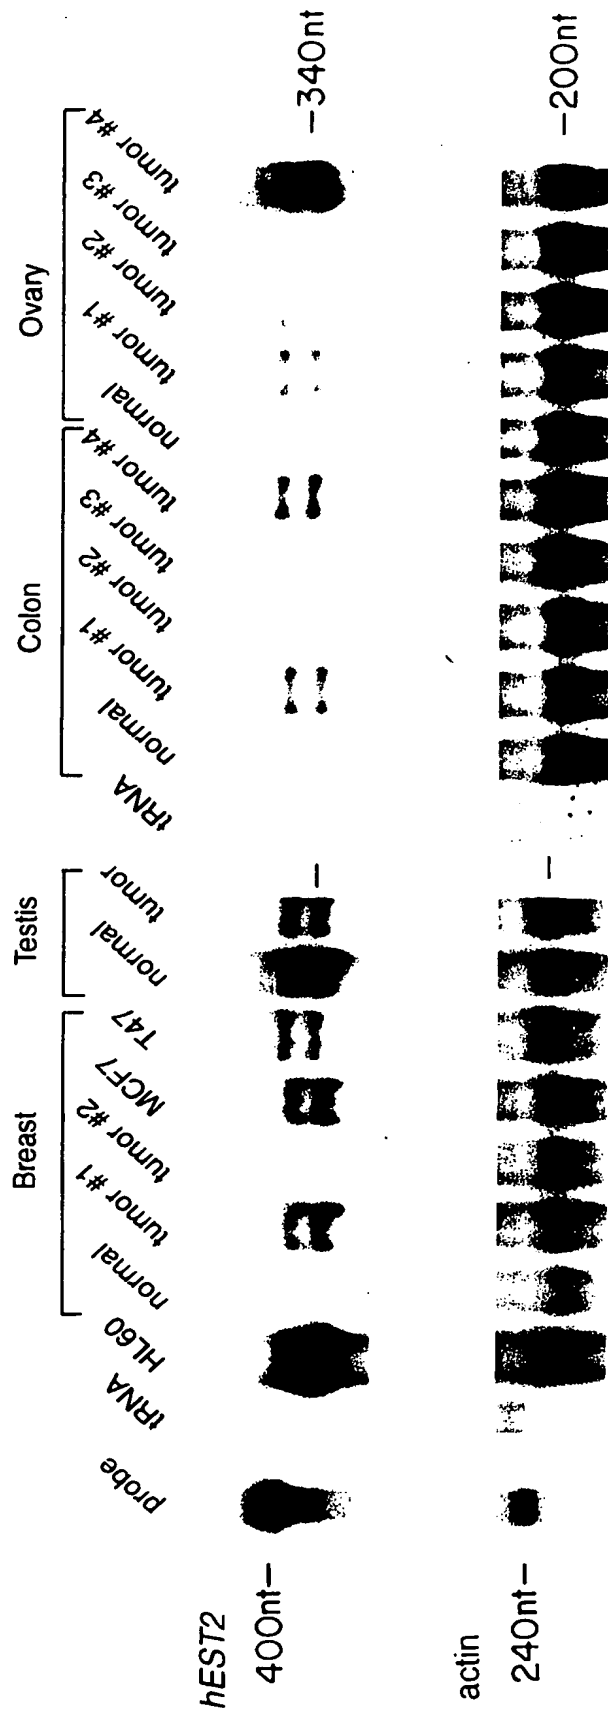 Breast Testis Colon Ovary
probe tRNA HL60 normal tumor #1 tumor #2 MCF7 T47 normal tumor tRNA normal tumor #1 tumor #2 tumor #3 tumor #4 normal tumor #1 tumor #2 tumor #3 tumor #4
hEST2
400nt– –340nt
actin
240nt– –200nt